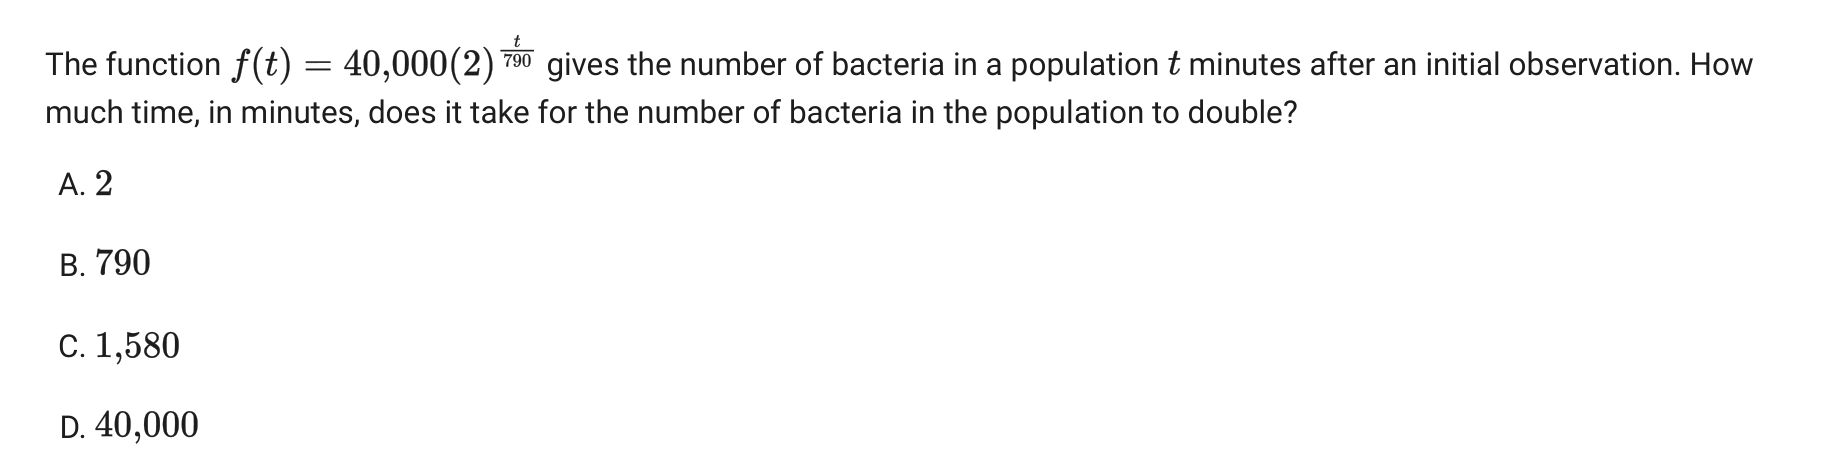 The function f(t) = 40,000(2)^{t/790} gives the number of bacteria in a population t minutes after an initial observation. How
much time, in minutes, does it take for the number of bacteria in the population to double?
A. 2
B. 790
C. 1,580
D. 40,000